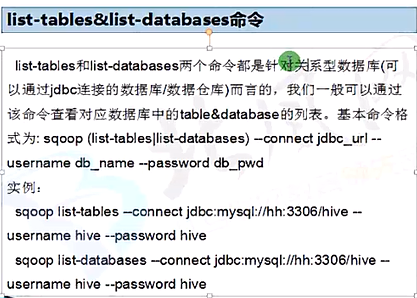 list-tables&list-databases命令
list-tables和list-databases两个命令都是针对关系型数据库(可
以通过jdbc连接的数据库/数据仓库)而言的，我们一般可以通过
该命令查看对应数据库中的table&database的列表。基本命令格
式为: sqoop (list-tables|list-databases) --connect jdbc_url --
username db_name --password db_pwd
实例：
sqoop list-tables --connect jdbc:mysql://hh:3306/hive --
username hive --password hive
sqoop list-databases --connect jdbc:mysql://hh:3306/hive --
username hive --password hive